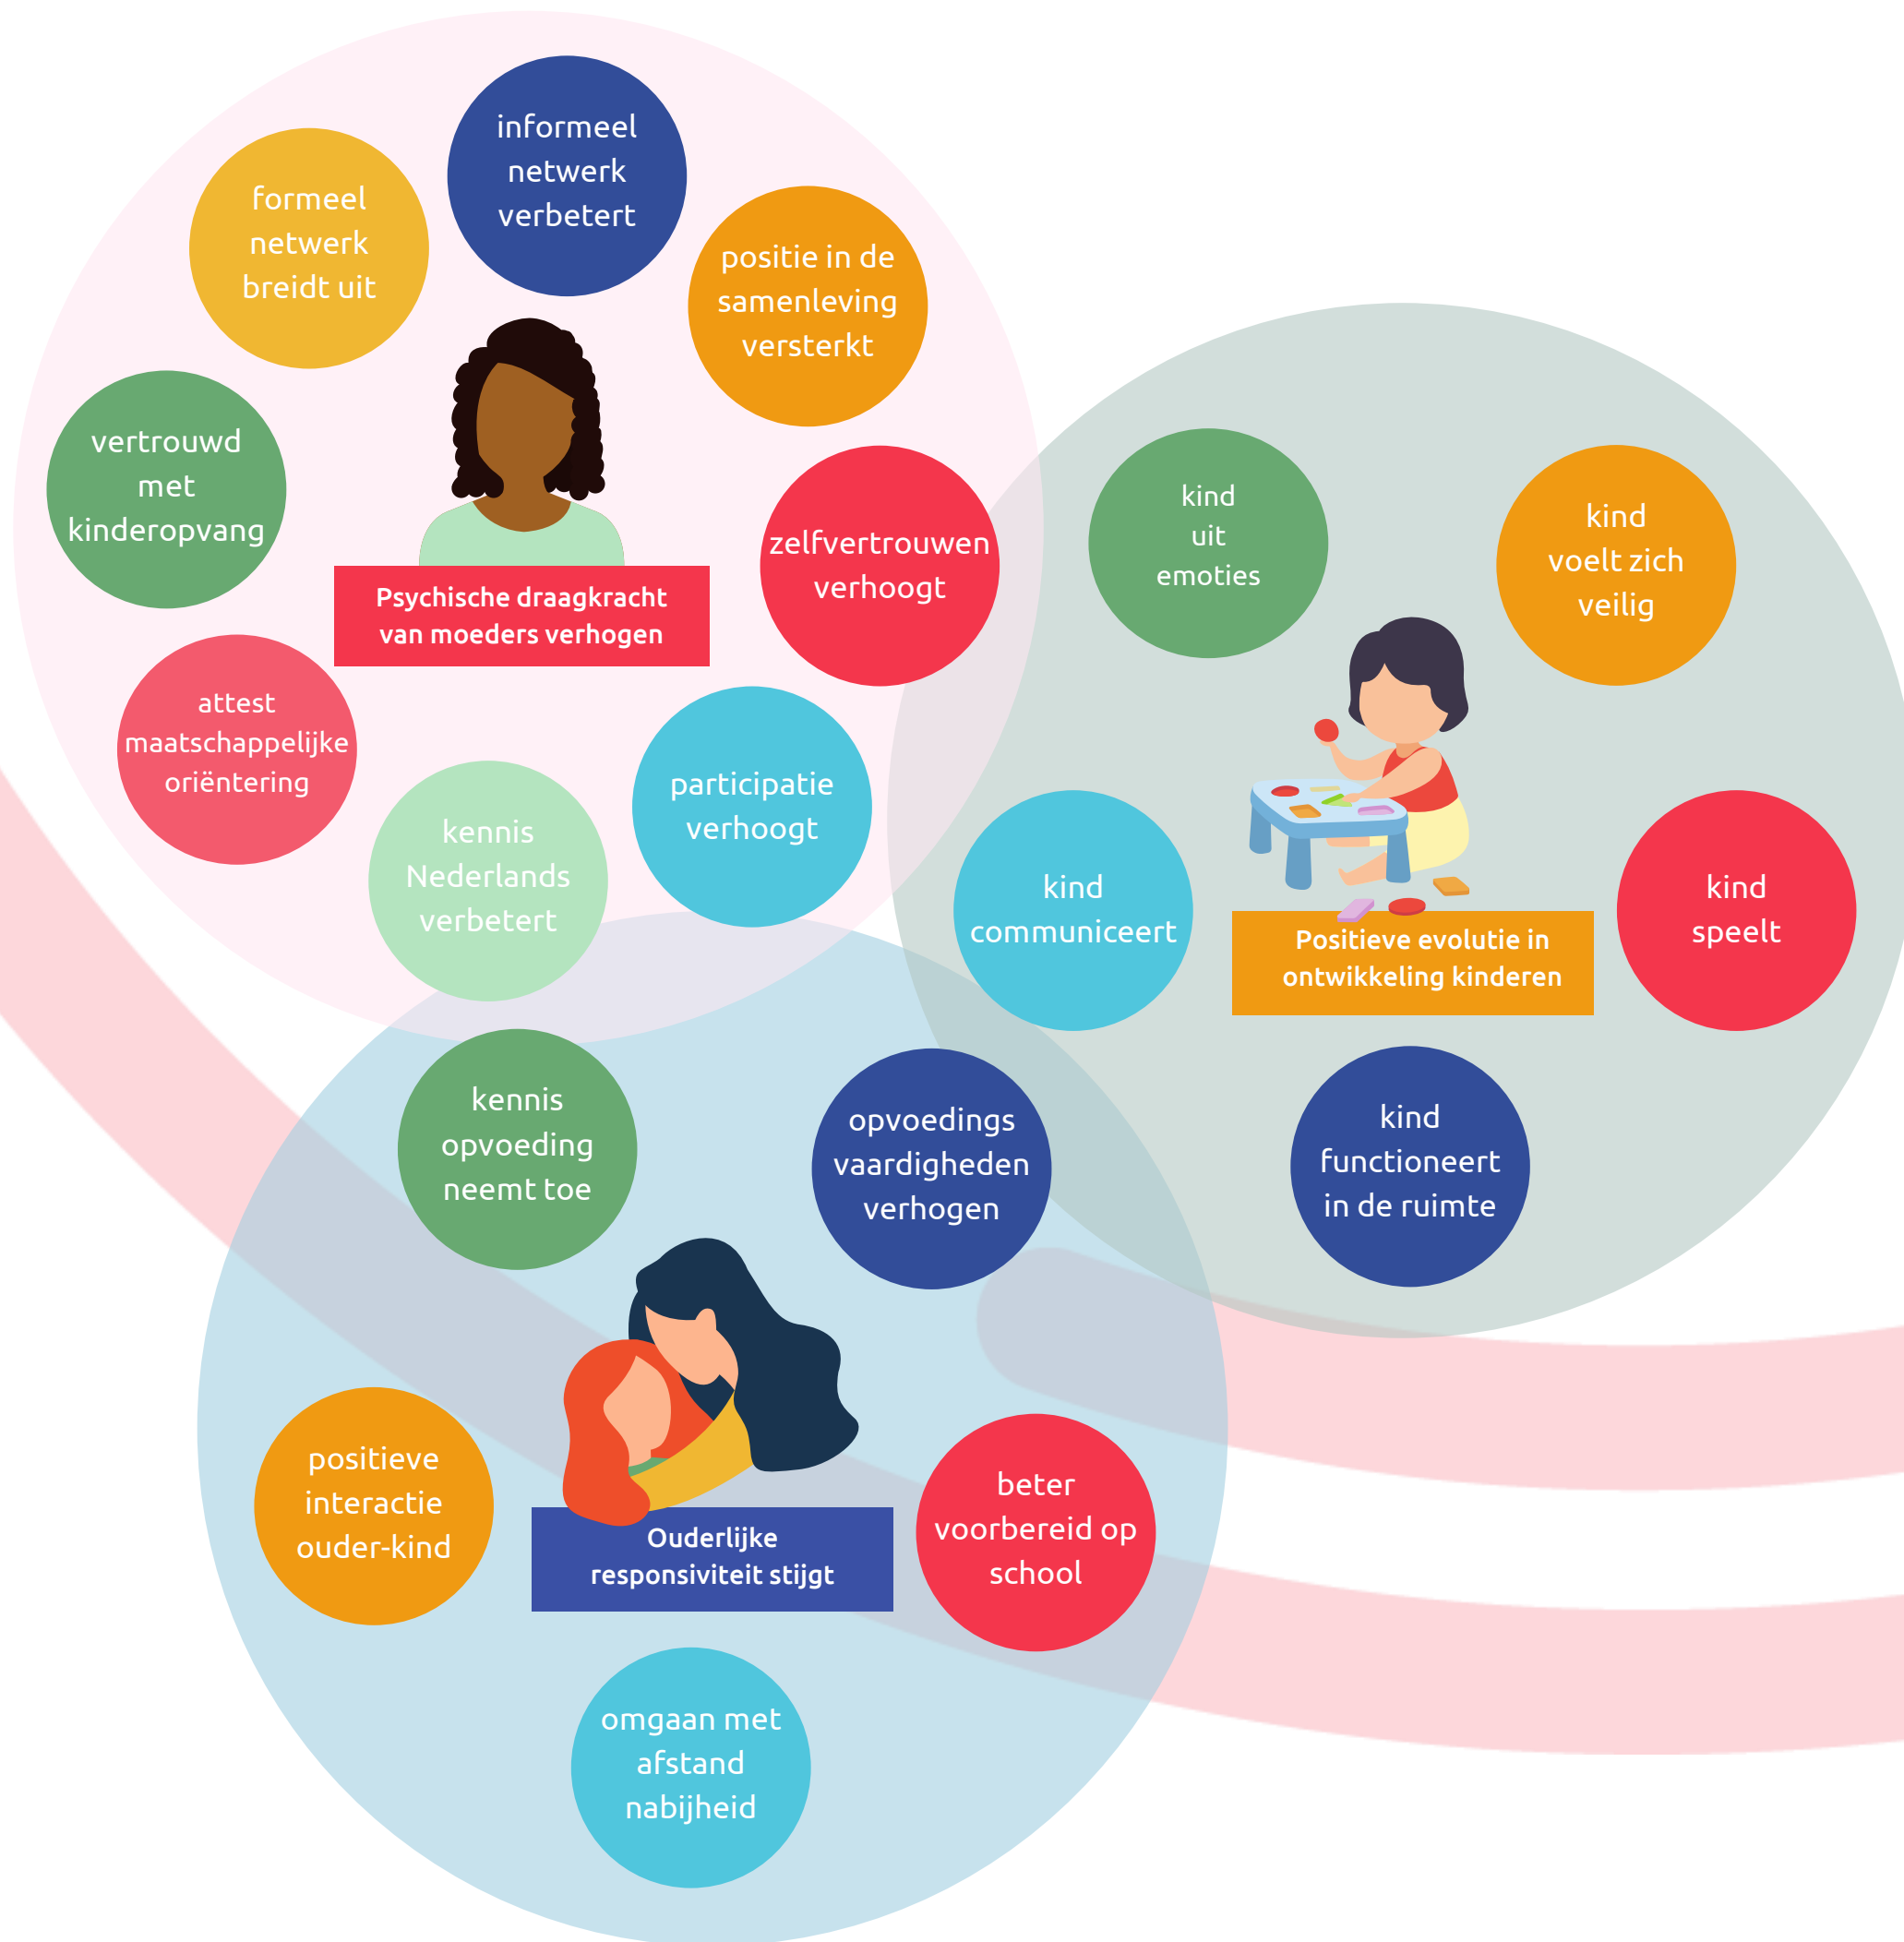 informeel
netwerk
verbetert
formeel
netwerk
breidt uit
positie in de
samenleving
versterkt
vertrouwd
met
kinderopvang
zelfvertrouwen
verhoogt
Psychische draagkracht
van moeders verhogen
attest
maatschappelijke
oriëntering
participatie
verhoogt
kennis
Nederlands
verbetert
kind
uit
emoties
kind
voelt zich
veilig
kind
communiceert
Positieve evolutie in
ontwikkeling kinderen
kind
speelt
kind
functioneert
in de ruimte
kennis
opvoeding
neemt toe
opvoedings
vaardigheden
verhogen
positieve
interactie
ouder-kind
Ouderlijke
responsiviteit stijgt
beter
voorbereid op
school
omgaan met
afstand
nabijheid